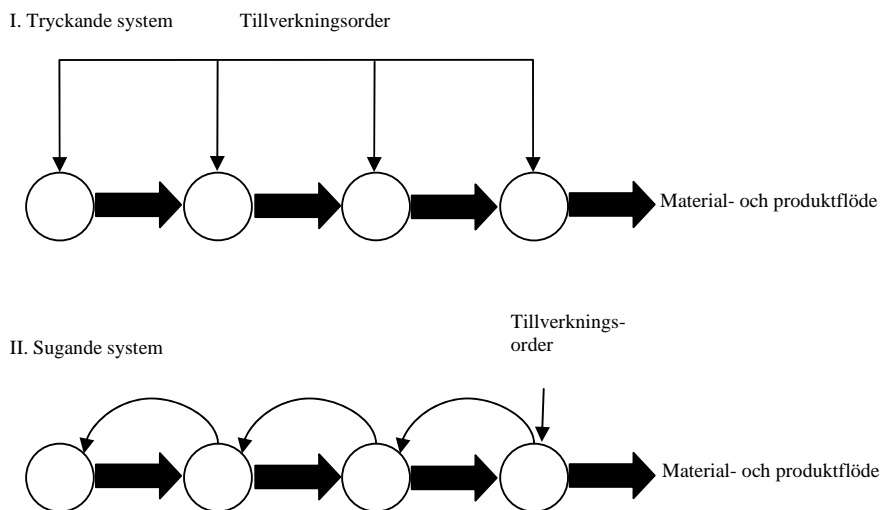 I. Tryckande system Tillverkningsorder
Material- och produktflöde
Tillverknings-
order
II. Sugande system
Material- och produktflöde